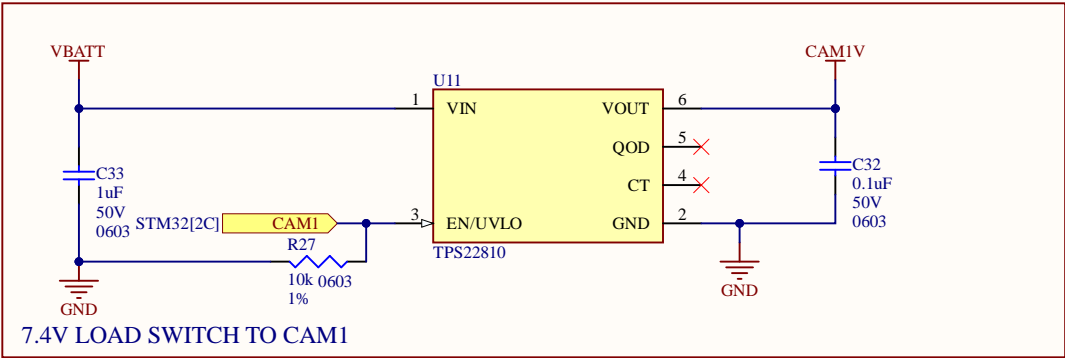 VBATT
CAM1V
U11
1
VIN
VOUT
6
QOD
5
CT
4
C33
1uF
50V
0603
C32
0.1uF
50V
0603
STM32[2C]
CAM1
3
EN/UVLO
GND
2
R27
10k 0603
1%
TPS22810
GND
GND
7.4V LOAD SWITCH TO CAM1